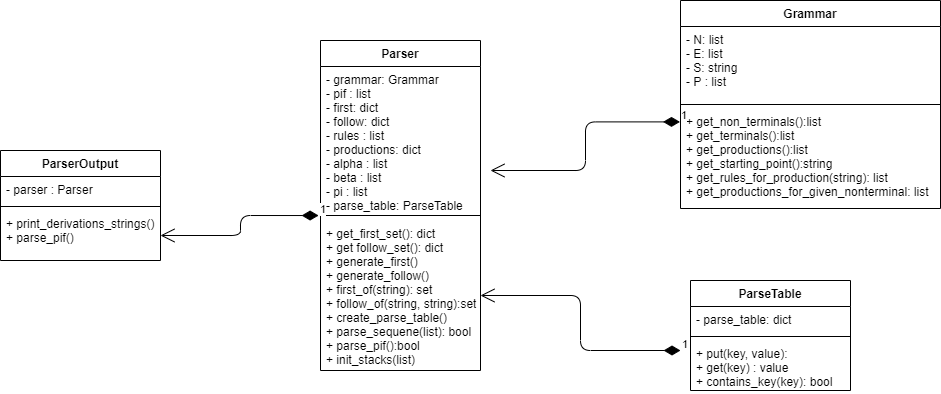 Grammar
- N: list
- E: list
- S: string
- P : list
1
+ get_non_terminals():list
+ get_terminals():list
+ get_productions():list
+ get_starting_point():string
+ get_rules_for_production(string): list
+ get_productions_for_given_nonterminal: list
Parser
- grammar: Grammar
- pif : list
- first: dict
- follow: dict
- rules : list
- productions: dict
- alpha : list
- beta : list
- pi : list
- parse_table: ParseTable
1
+ get_first_set(): dict
+ get follow_set(): dict
+ generate_first()
+ generate_follow()
+ first_of(string): set
+ follow_of(string, string):set
+ create_parse_table()
+ parse_sequene(list): bool
+ parse_pif():bool
+ init_stacks(list)
ParserOutput
- parser : Parser
+ print_derivations_strings()
+ parse_pif()
ParseTable
- parse_table: dict
1
+ put(key, value):
+ get(key) : value
+ contains_key(key): bool